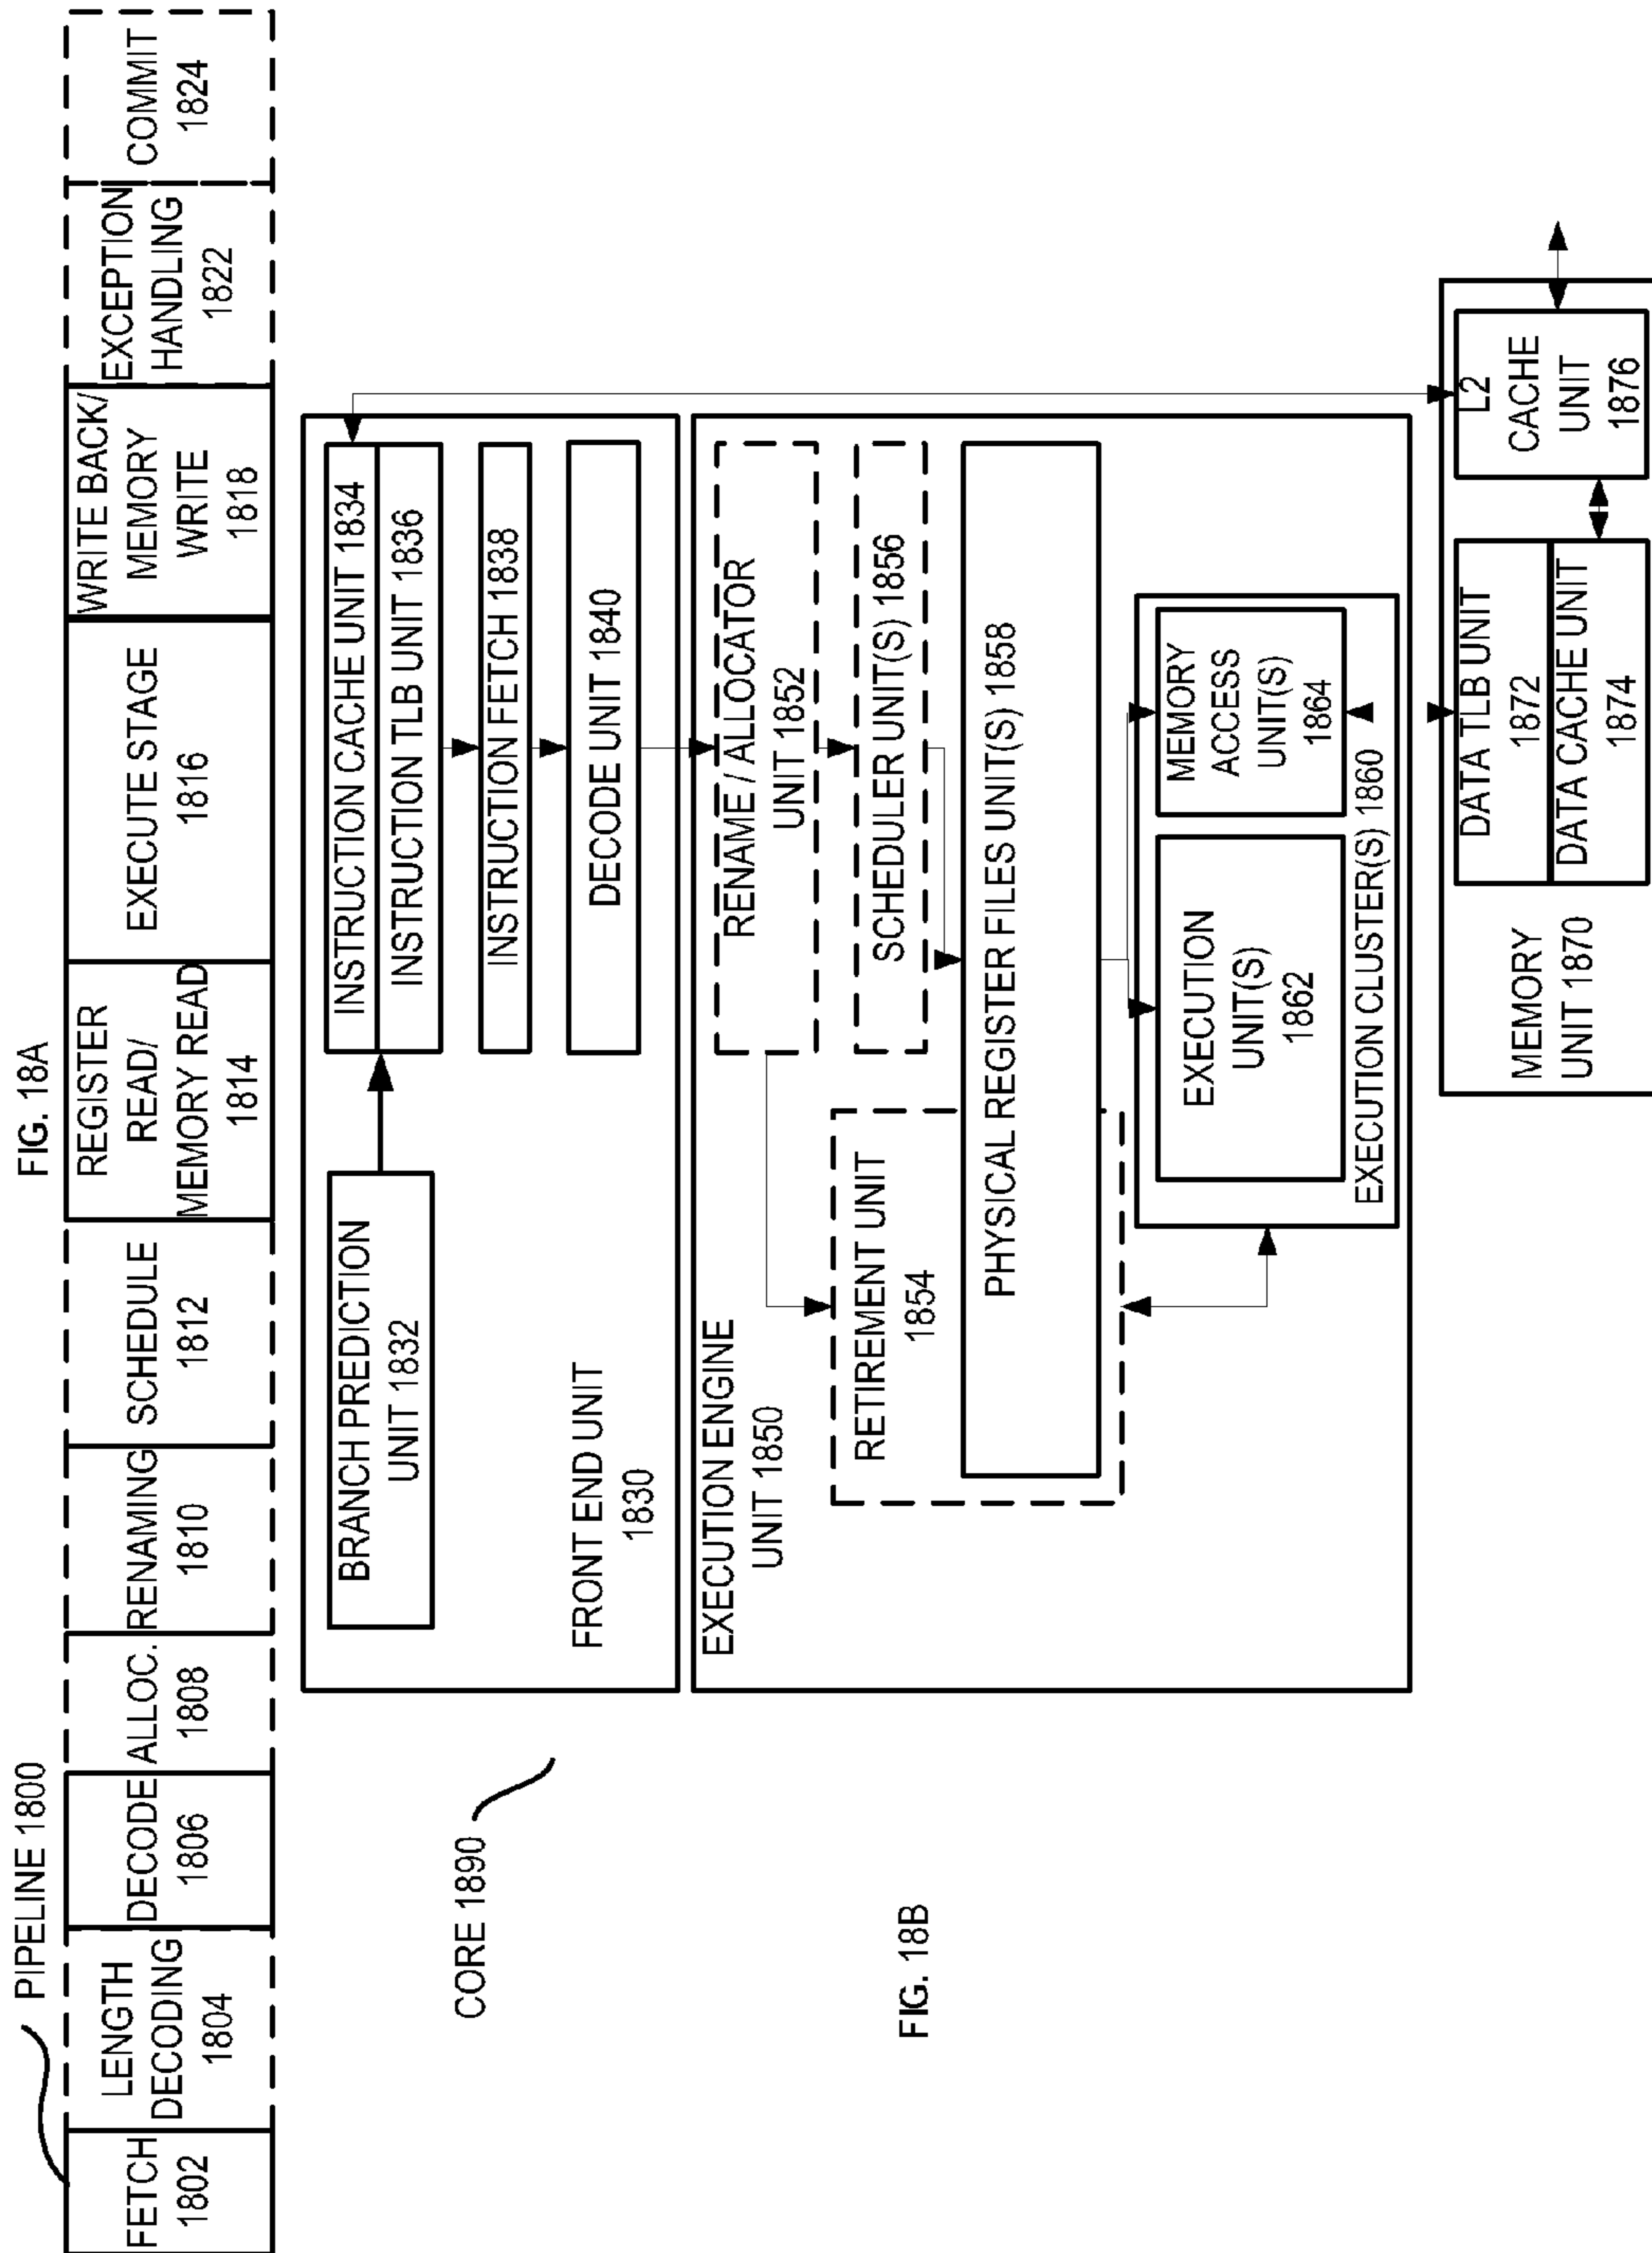 PIPELINE 1800
FIG. 18A
FETCH
1802
LENGTH
DECODING
1804
DECODE
1806
ALLOC.
1808
RENAMING
1810
SCHEDULE
1812
REGISTER
READ/
MEMORY READ
1814
EXECUTE STAGE
1816
WRITE BACK/
MEMORY
WRITE
1818
EXCEPTION
HANDLING
1822
COMMIT
1824
CORE 1890
BRANCH PREDICTION
UNIT 1832
INSTRUCTION CACHE UNIT 1834
INSTRUCTION TLB UNIT 1836
INSTRUCTION FETCH 1838
FRONT END UNIT
1830
DECODE UNIT 1840
EXECUTION ENGINE
UNIT 1850
RENAME / ALLOCATOR
UNIT 1852
RETIREMENT UNIT
1854
SCHEDULER UNIT(S) 1856
PHYSICAL REGISTER FILES UNIT(S) 1858
EXECUTION
UNIT(S)
1862
MEMORY
ACCESS
UNIT(S)
1864
EXECUTION CLUSTER(S) 1860
FIG. 18B
MEMORY
UNIT 1870
DATA TLB UNIT
1872
DATA CACHE UNIT
1874
L2
CACHE
UNIT
1876